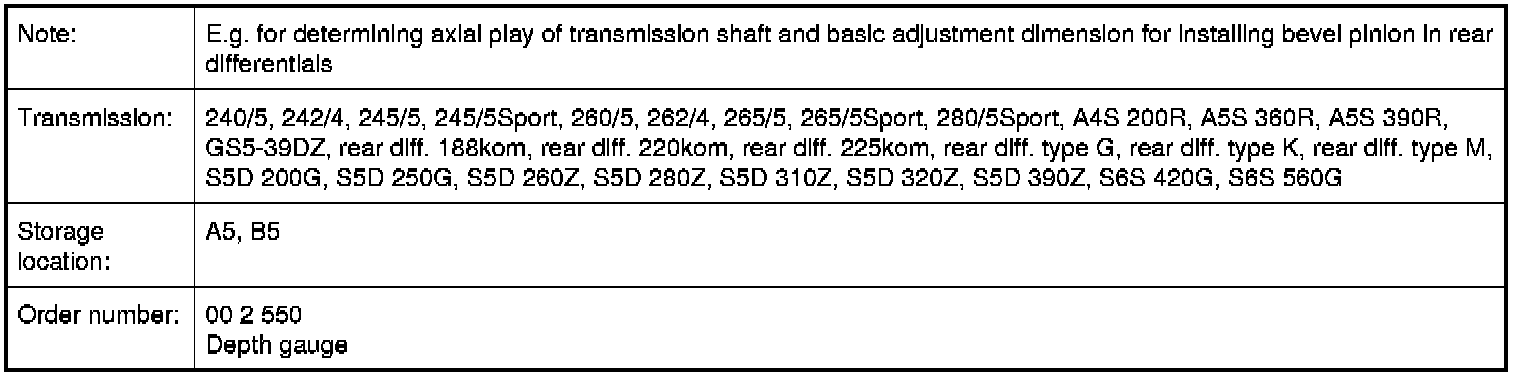 Note: E.g. for determining axial play of transmission shaft and basic adjustment dimension for installing bevel pinion in rear
differentials
Transmission: 240/5, 242/4, 245/5, 245/5Sport, 260/5, 262/4, 265/5, 265/5Sport, 280/5Sport, A4S 200R, A5S 360R, A5S 390R,
GS5-39DZ, rear diff. 188kom, rear diff. 220kom, rear diff. 225kom, rear diff. type G, rear diff. type K, rear diff. type M,
S5D 200G, S5D 250G, S5D 260Z, S5D 280Z, S5D 310Z, S5D 320Z, S5D 390Z, S6S 420G, S6S 560G
Storage A5, B5
location:
Order number: 00 2 550
Depth gauge